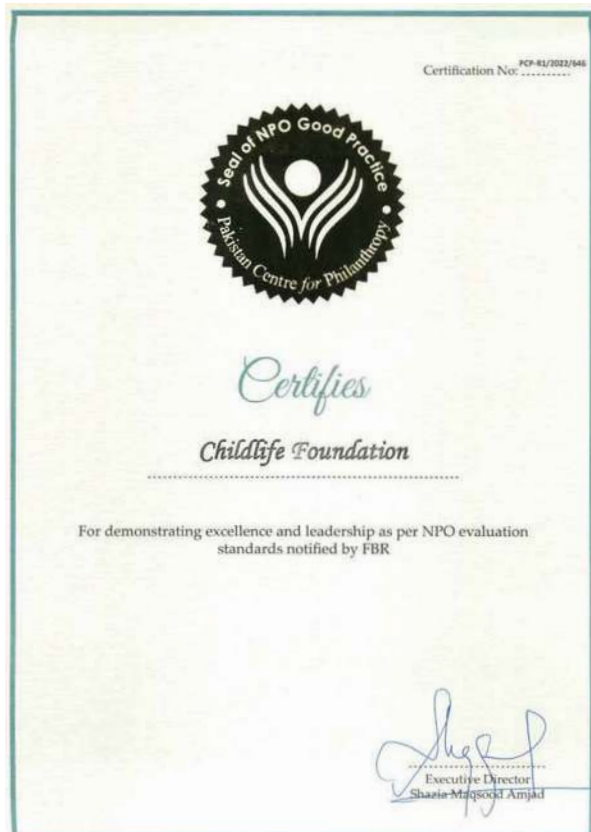 Certification No: PCP-R1/2022/646
Seal of NPO Good Practice
Pakistan Centre for Philanthropy
Certifies
Childlife Foundation
For demonstrating excellence and leadership as per NPO evaluation
standards notified by FBR
Executive Director
Shazia Maqsood Amjad